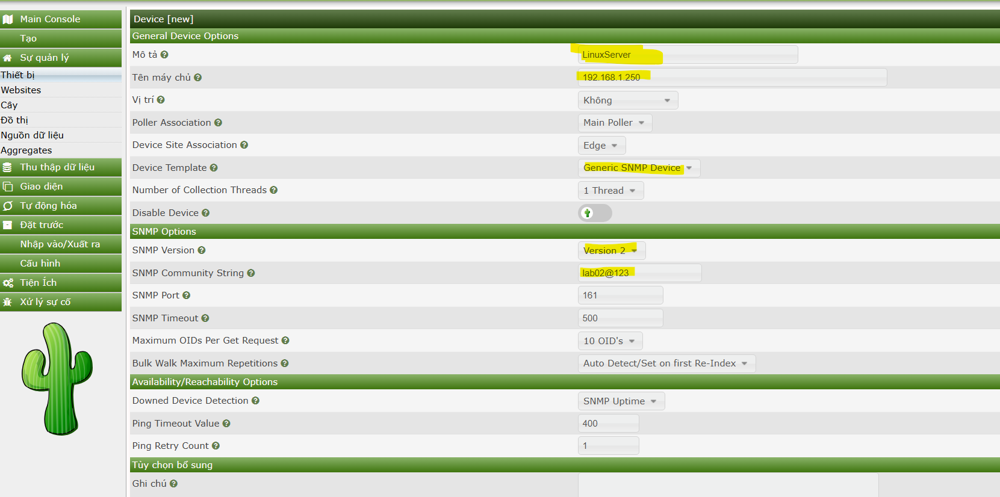 Main Console
Tạo
Sự quản lý
Thiết bị
Websites
Cây
Đồ thị
Nguồn dữ liệu
Aggregates
Thu thập dữ liệu
Giao diện
Tự động hóa
Đặt trước
Nhập vào/Xuất ra
Cấu hình
Tiện Ích
Xử lý sự cố
Device [new]
General Device Options
Mô tả LinuxServer
Tên máy chủ 192.168.1.250
Vị trí Không
Poller Association Main Poller
Device Site Association Edge
Device Template Generic SNMP Device
Number of Collection Threads 1 Thread
Disable Device
SNMP Options
SNMP Version Version 2
SNMP Community String lab02@123
SNMP Port 161
SNMP Timeout 500
Maximum OIDs Per Get Request 10 OID's
Bulk Walk Maximum Repetitions Auto Detect/Set on first Re-Index
Availability/Reachability Options
Downed Device Detection SNMP Uptime
Ping Timeout Value 400
Ping Retry Count 1
Tùy chọn bổ sung
Ghi chú